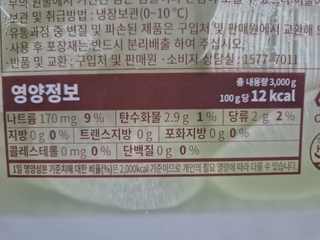 보관 및 취급방법 : 냉장보관(0~10℃)
유통과정 중 변질 및 파손된 제품은 구입처 및 판매원에서 교환해
사용 후 포장재는 반드시 분리배출 하여 주십시오.
반품 및 교환 : 구입처 및 판매원 · 소비자 상담실 : 1577-7011
영양정보
총 내용량 3,000 g
100 g 당 12 kcal
나트륨 170 mg 9 % 탄수화물 2.9 g 1 % 당류 2 g 2 %
지방 0 g 0 % 트랜스지방 0 g 포화지방 0 g 0 %
콜레스테롤 0 mg 0 % 단백질 0 g 0 %
1일 영양성분 기준치에 대한 비율(%)은 2,000kcal 기준이므로 개인의 필요 열량에 따라 다를 수 있습니다.